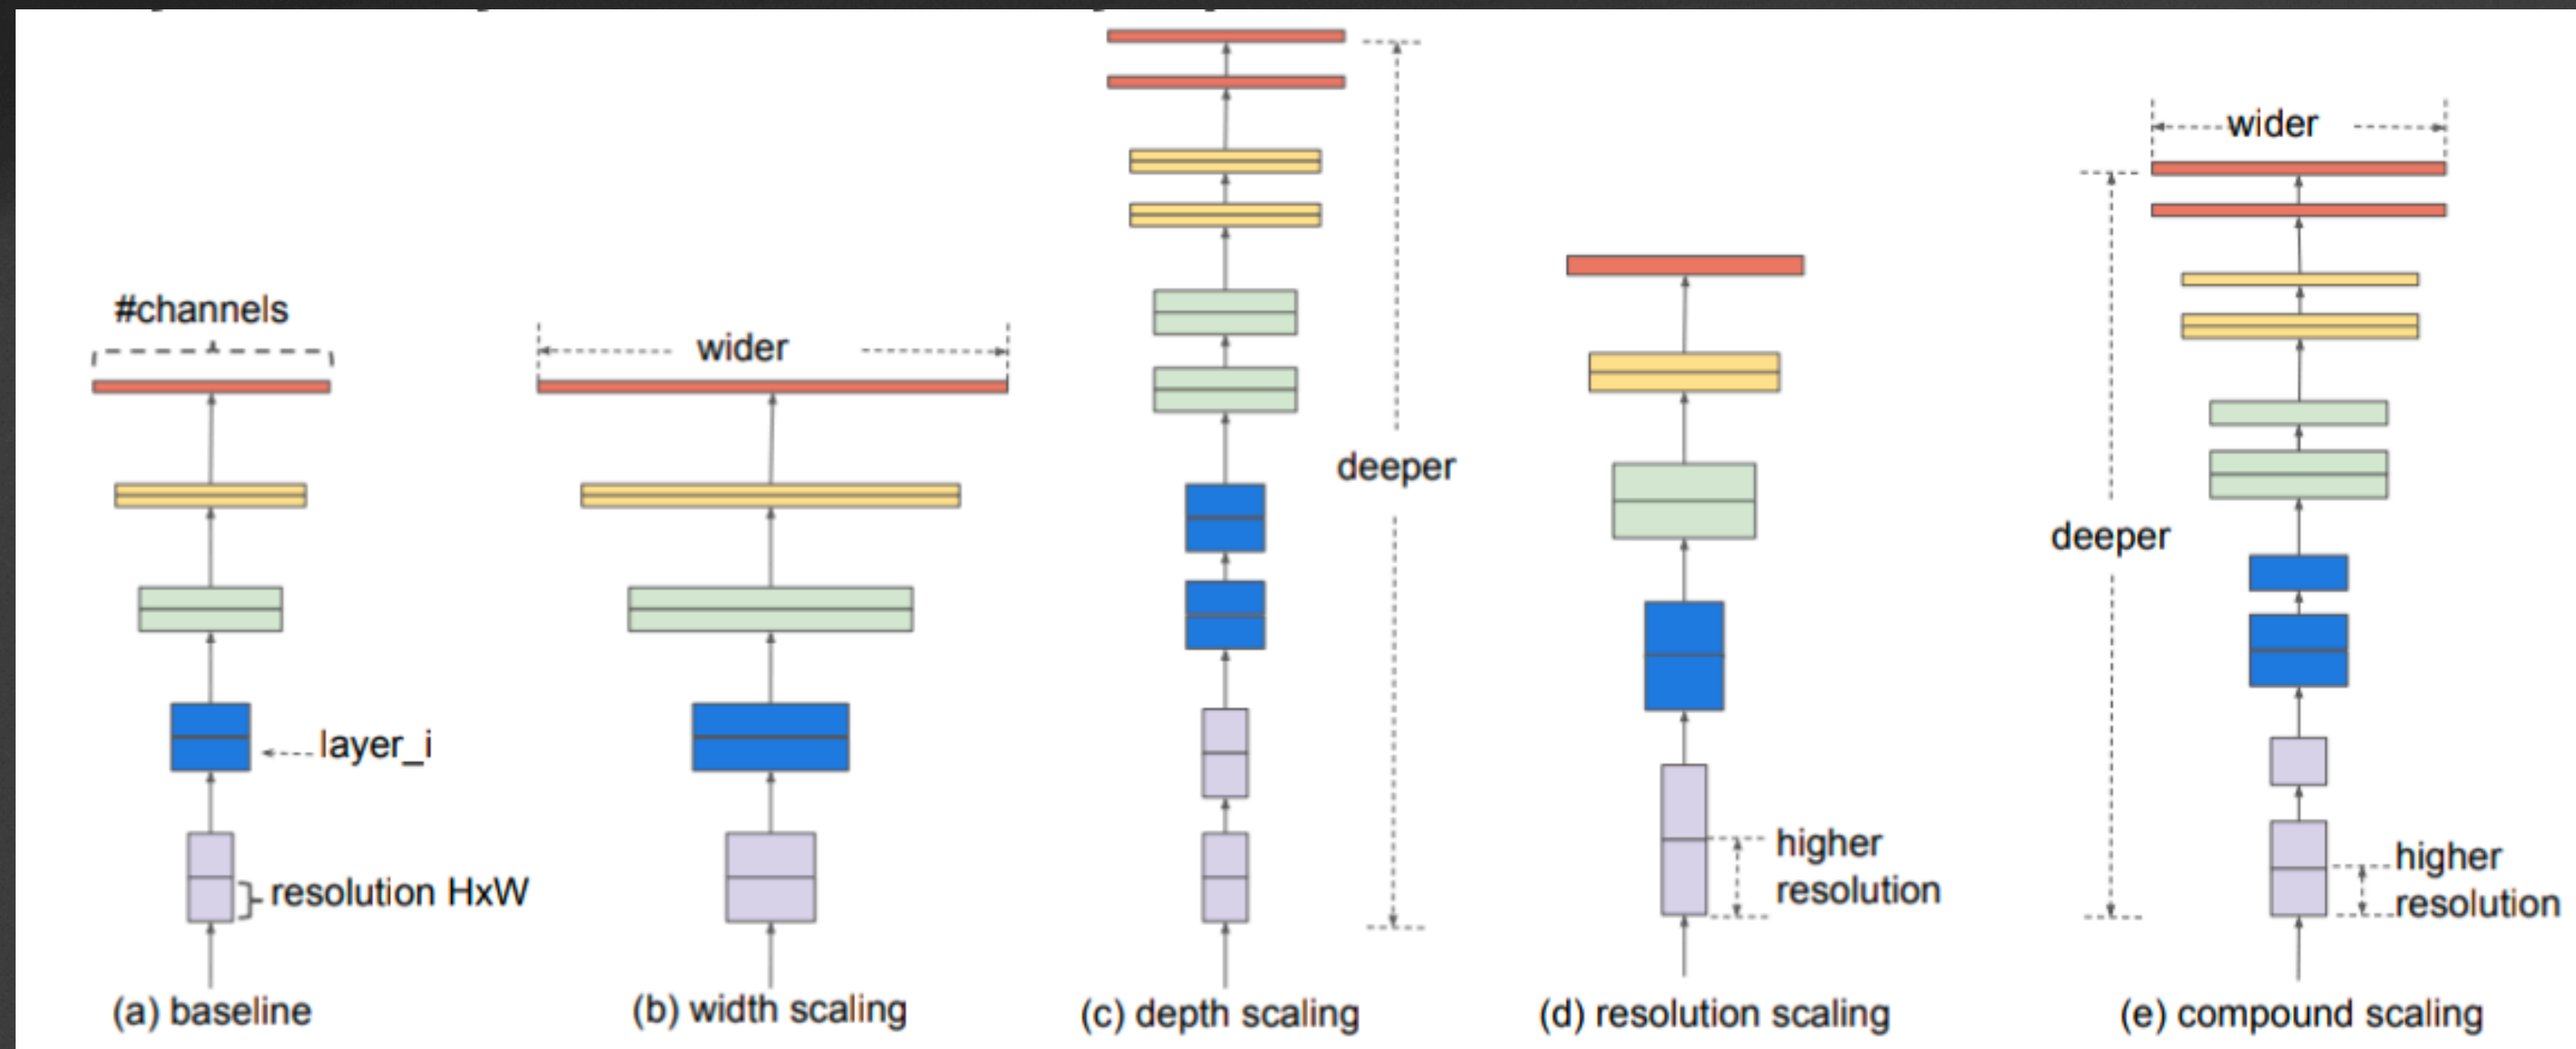 #channels
layer_i
resolution HxW
(a) baseline
wider
(b) width scaling
deeper
(c) depth scaling
higher
resolution
(d) resolution scaling
wider
deeper
higher
resolution
(e) compound scaling